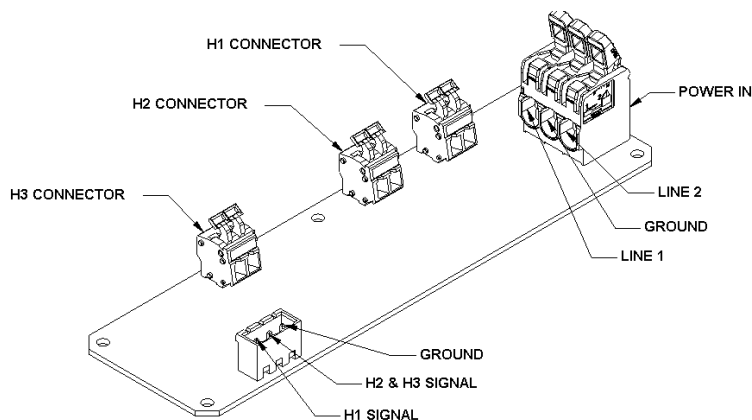 H1 CONNECTOR
H2 CONNECTOR
POWER IN
H3 CONNECTOR
LINE 2
GROUND
LINE 1
GROUND
H2 & H3 SIGNAL
H1 SIGNAL